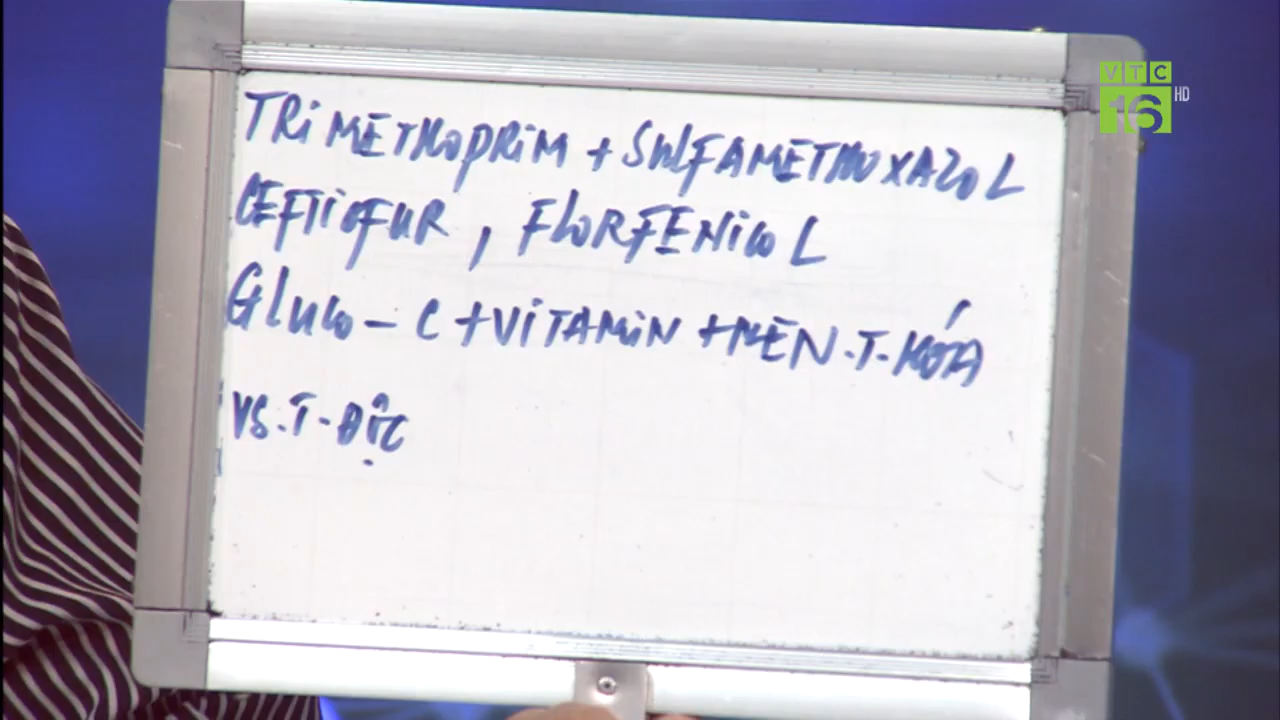 VTC
16 HD
TRiMETHOPRiM + SULFAMETHOXAZOL
CEFTiOFUR, FLORFENiCOL
GLUCO - C + ViTAMiN + MEN.T.HÓA
VS.T.ĐỘC